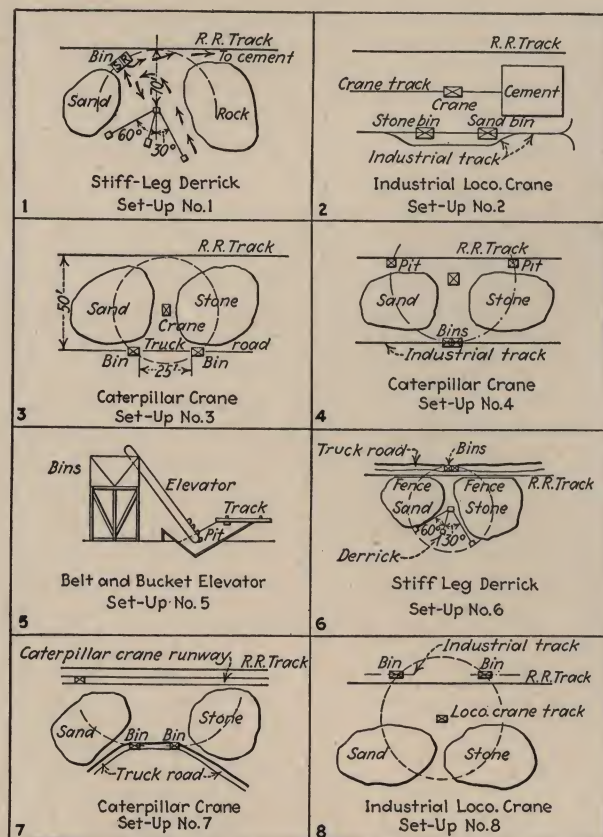 R.R.Track
Bin
S R
To cement
Sand
70'
Rock
60°
30°
Stiff-Leg Derrick
Set-Up No.1
1
R.R.Track
Crane track
Crane
Cement
Stone bin
Sand bin
Industrial track
Industrial Loco. Crane
Set-Up No.2
2
R.R.Track
50'
Sand
Stone
Crane
Truck road
Bin
25'
Bin
Caterpillar Crane
Set-Up No.3
3
R.R.Track
Pit
Pit
Sand
Stone
Bins
Industrial track
Caterpillar Crane
Set-Up No.4
4
Bins
Elevator
Track
Pit
Belt and Bucket Elevator
Set-Up No. 5
5
Truck road
Bins
R.R.Track
Fence
Fence
Sand
Stone
60°
30°
Derrick
Stiff Leg Derrick
Set-Up No.6
6
Caterpillar crane runway
R.R.Track
Sand
Stone
Bin
Bin
Truck road
Caterpillar Crane
Set-Up No.7
7
Industrial track
Bin
Bin
R.R.Track
Loco. crane track
Sand
Stone
Industrial Loco. Crane
Set-Up No.8
8